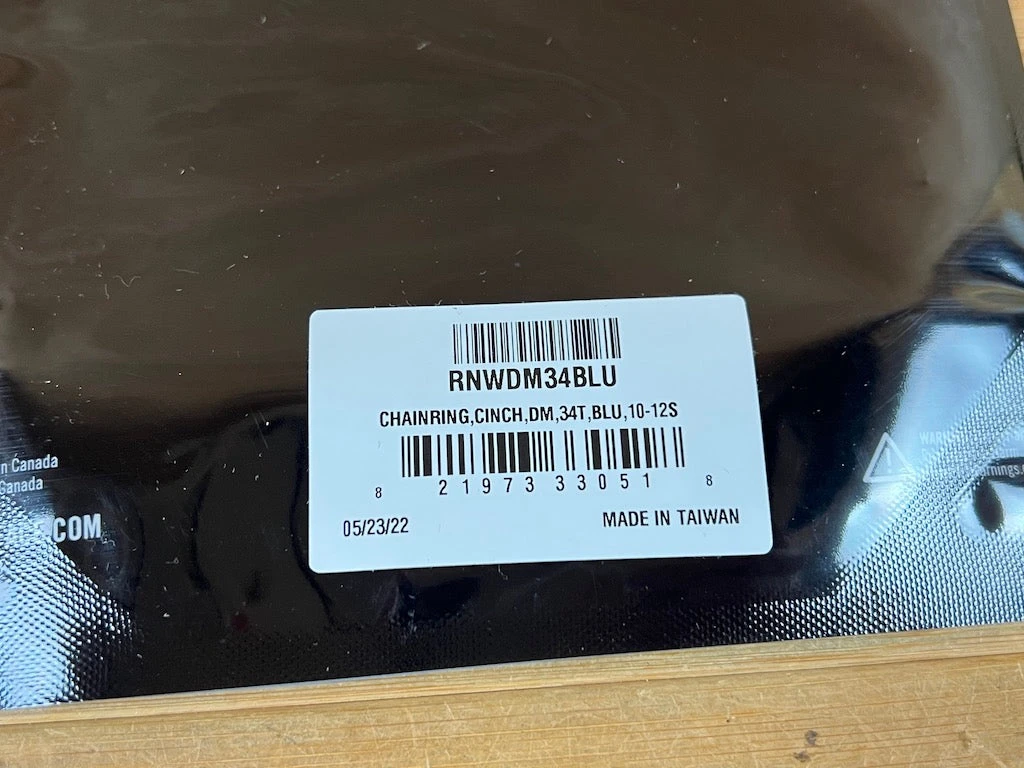 RNWDM34BLU
CHAINRING,CINCH,DM,34T,BLU,10-12S
8 21973 33051 8
05/23/22
MADE IN TAIWAN
n Canada
Canada
.COM